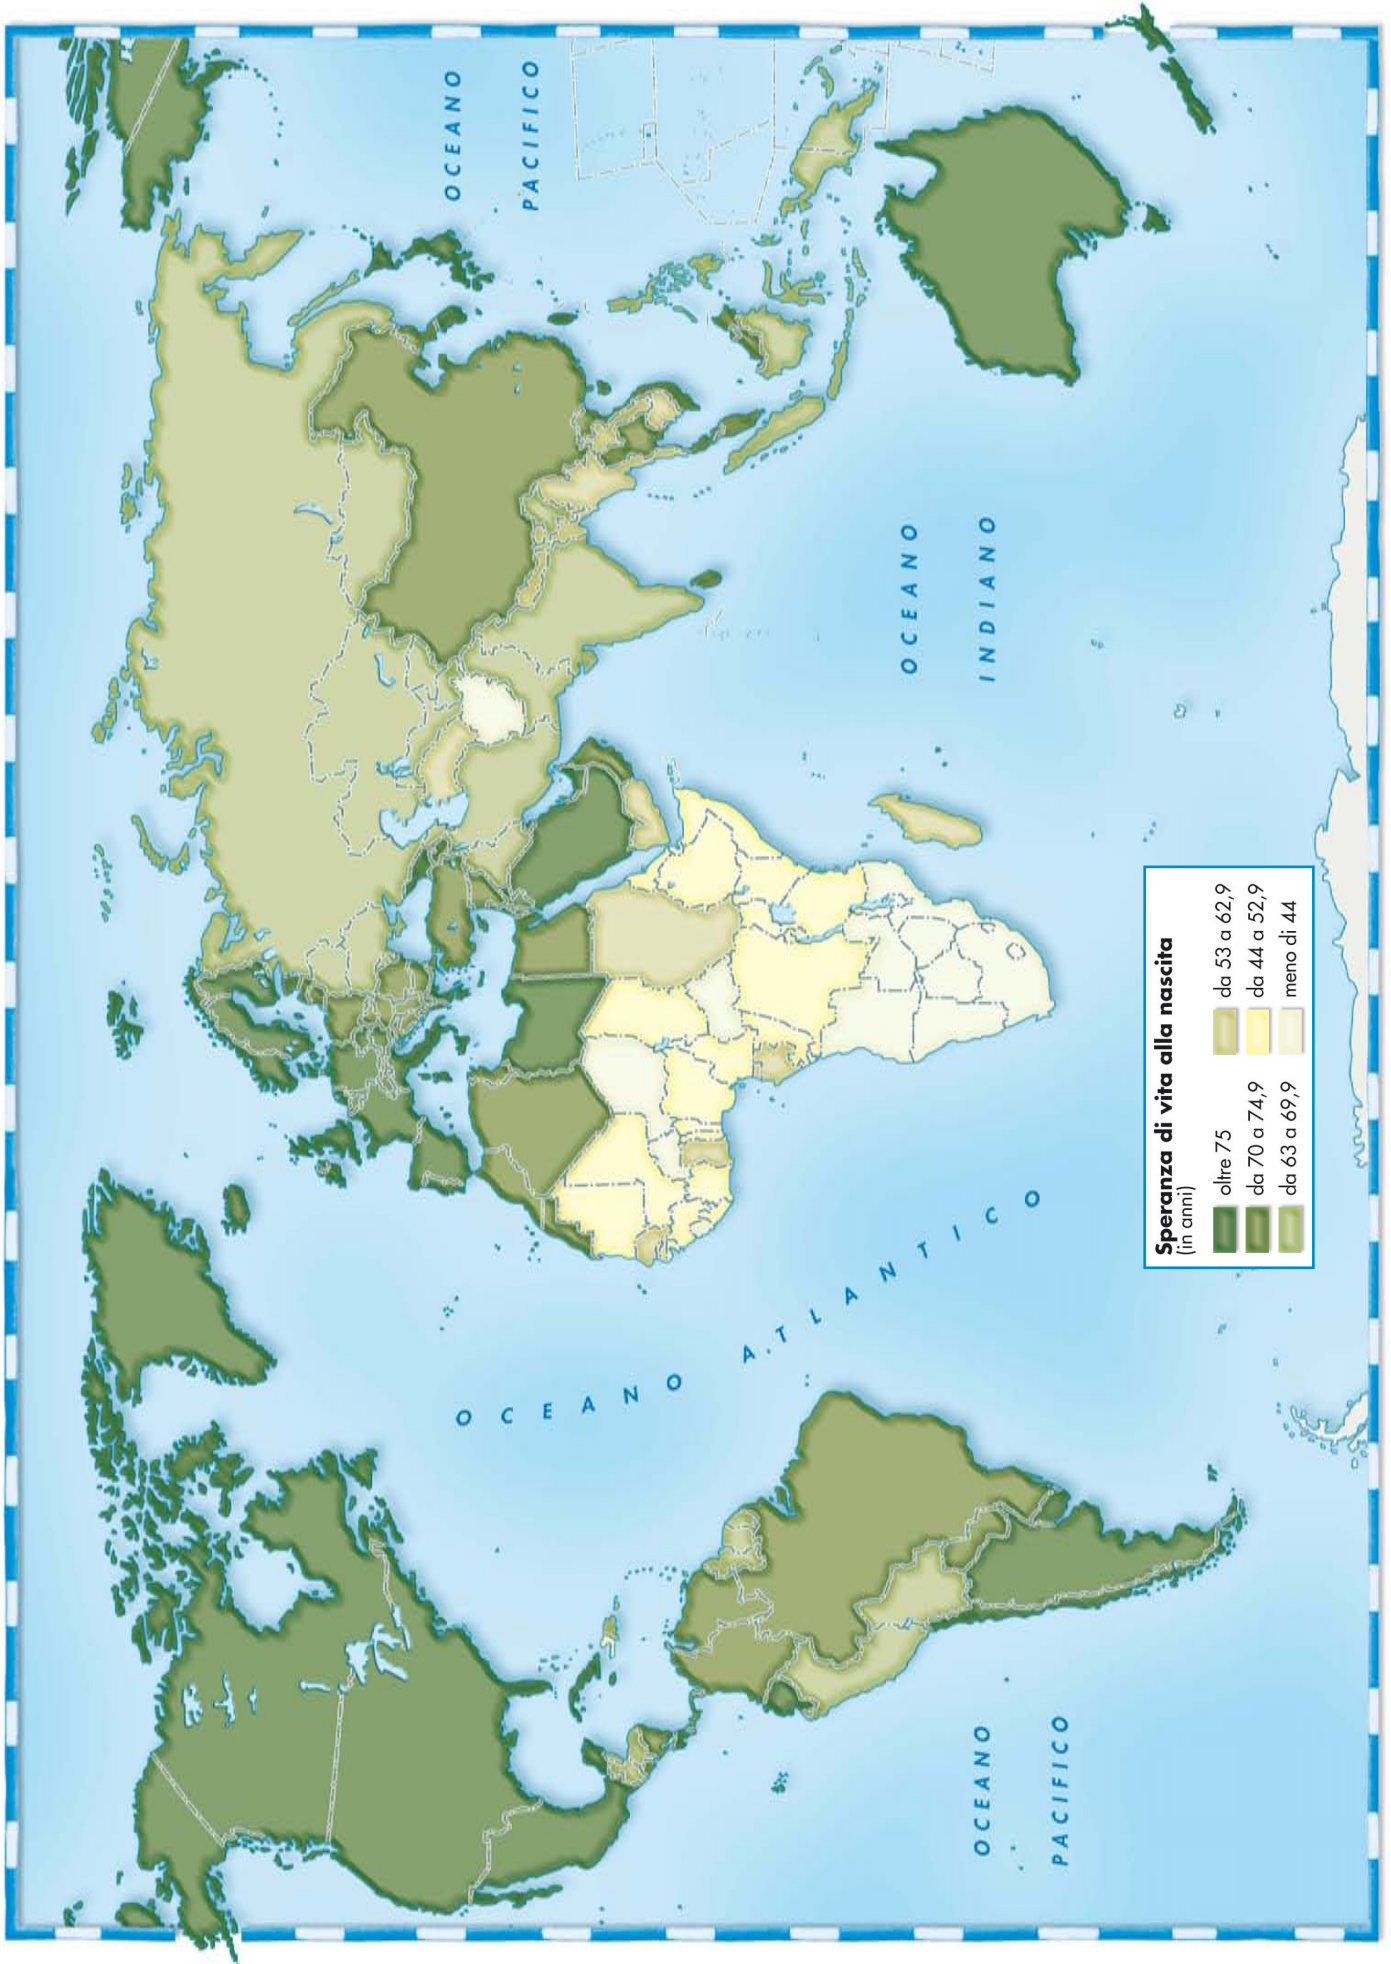 OCEANO
PACIFICO
OCEANO ATLANTICO
OCEANO
INDIANO
OCEANO
PACIFICO
Speranza di vita alla nascita
(in anni)
oltre 75
da 70 a 74,9
da 63 a 69,9
da 53 a 62,9
da 44 a 52,9
meno di 44